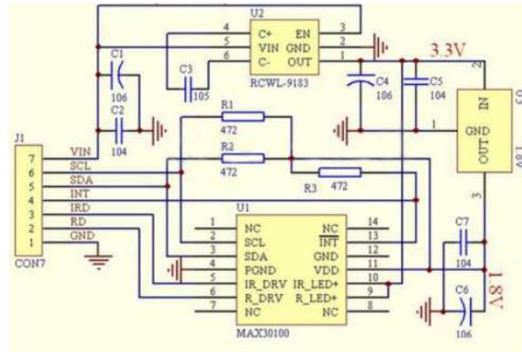 U2
4 C+ EN 3
5 VIN GND 2
6 C- OUT 1
RCWL-9183
3.3V
C1
106
C2
104
C3
105
C4
106
C5
104
2
IN
1 GND
OUT
3
R1
472
R2
472
R3
472
J1
7 VIN
6 SCL
5 SDA
4 INT
3 IRD
2 RD
1 GND
CON7
U1
1 NC NC 14
2 SCL INT 13
3 SDA GND 12
4 PGND VDD 11
5 IR_DRV IR_LED+ 10
6 R_DRV R_LED+ 9
7 NC NC 8
MAX30100
C7
104
C6
106
1.8V